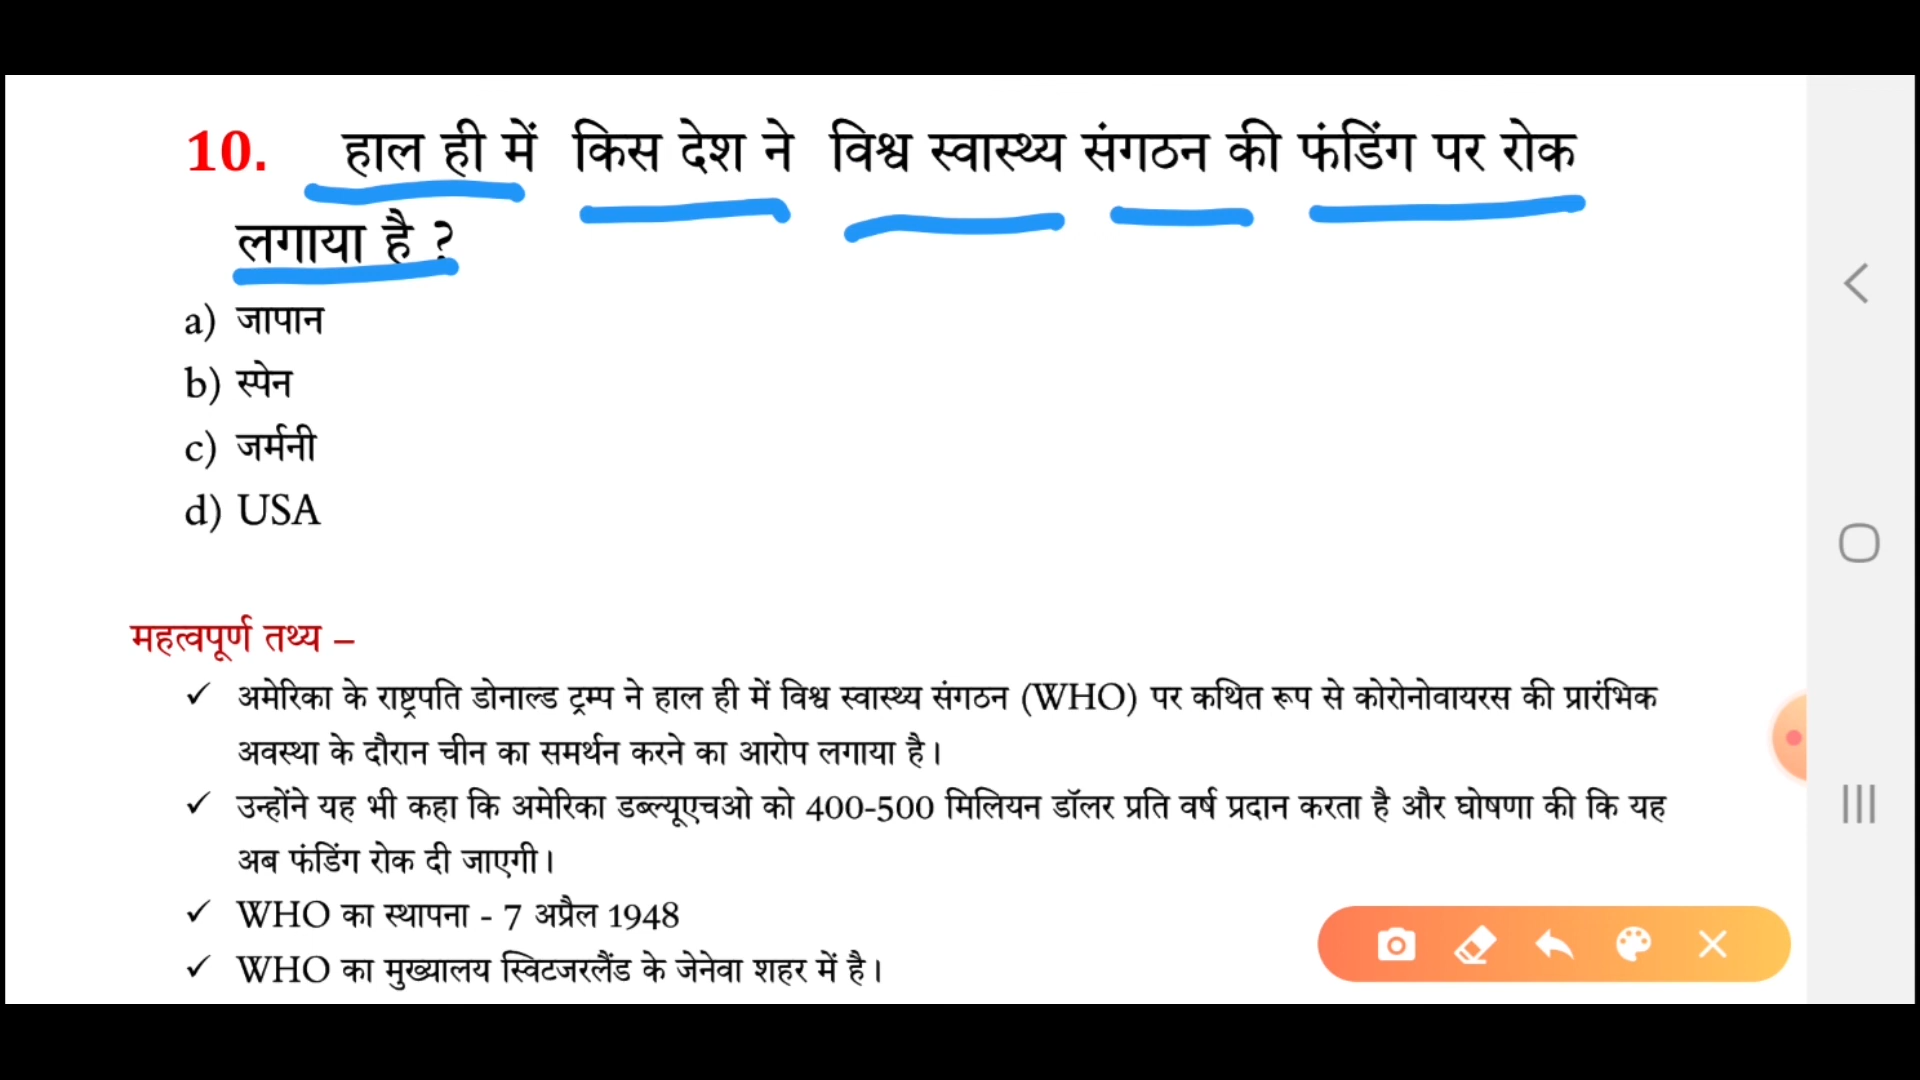 10. हाल ही में किस देश ने विश्व स्वास्थ्य संगठन की फंडिंग पर रोक
लगाया है ?
a) जापान
b) स्पेन
c) जर्मनी
d) USA
महत्वपूर्ण तथ्य –
✓ अमेरिका के राष्ट्रपति डोनाल्ड ट्रम्प ने हाल ही में विश्व स्वास्थ्य संगठन (WHO) पर कथित रूप से कोरोनोवायरस की प्रारंभिक
अवस्था के दौरान चीन का समर्थन करने का आरोप लगाया है।
✓ उन्होंने यह भी कहा कि अमेरिका डब्ल्यूएचओ को 400-500 मिलियन डॉलर प्रति वर्ष प्रदान करता है और घोषणा की कि यह
अब फंडिंग रोक दी जाएगी।
✓ WHO का स्थापना - 7 अप्रैल 1948
✓ WHO का मुख्यालय स्विटजरलैंड के जेनेवा शहर में है।